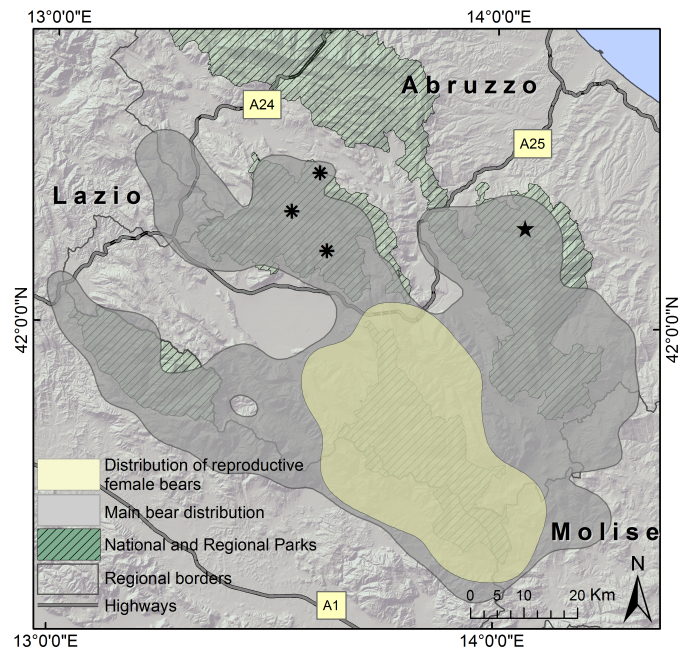 13°0'0"E
14°0'0"E
Abruzzo
A24
A25
Lazio
42°0'0"N
42°0'0"N
Distribution of reproductive
female bears
Main bear distribution
National and Regional Parks
Regional borders
Highways
A1
Molise
N
0 5 10 20 Km
13°0'0"E
14°0'0"E